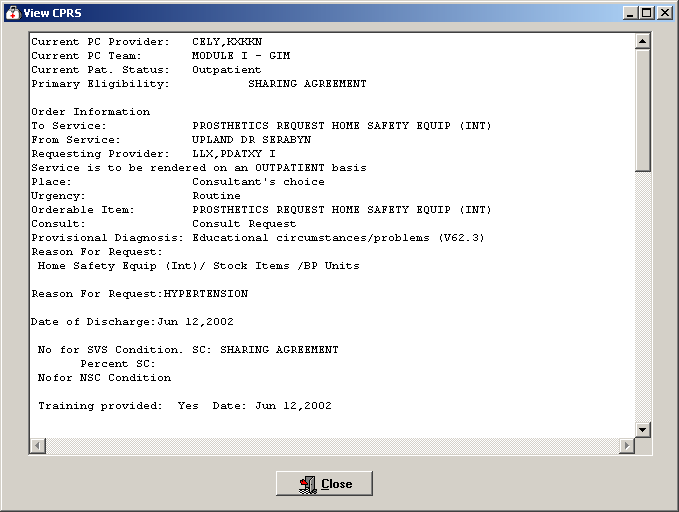 View CPRS
Current PC Provider: CELY,KXKKN
Current PC Team: MODULE I - GIM
Current Pat. Status: Outpatient
Primary Eligibility: SHARING AGREEMENT
Order Information
To Service: PROSTHETICS REQUEST HOME SAFETY EQUIP (INT)
From Service: UPLAND DR SERABYN
Requesting Provider: LLX,PDATXY I
Service is to be rendered on an OUTPATIENT basis
Place: Consultant's choice
Urgency: Routine
Orderable Item: PROSTHETICS REQUEST HOME SAFETY EQUIP (INT)
Consult: Consult Request
Provisional Diagnosis: Educational circumstances/problems (V62.3)
Reason For Request:
Home Safety Equip (Int)/ Stock Items /BP Units
Reason For Request:HYPERTENSION
Date of Discharge:Jun 12,2002
No for SVS Condition. SC: SHARING AGREEMENT
Percent SC:
Nofor NSC Condition
Training provided: Yes Date: Jun 12,2002
Close